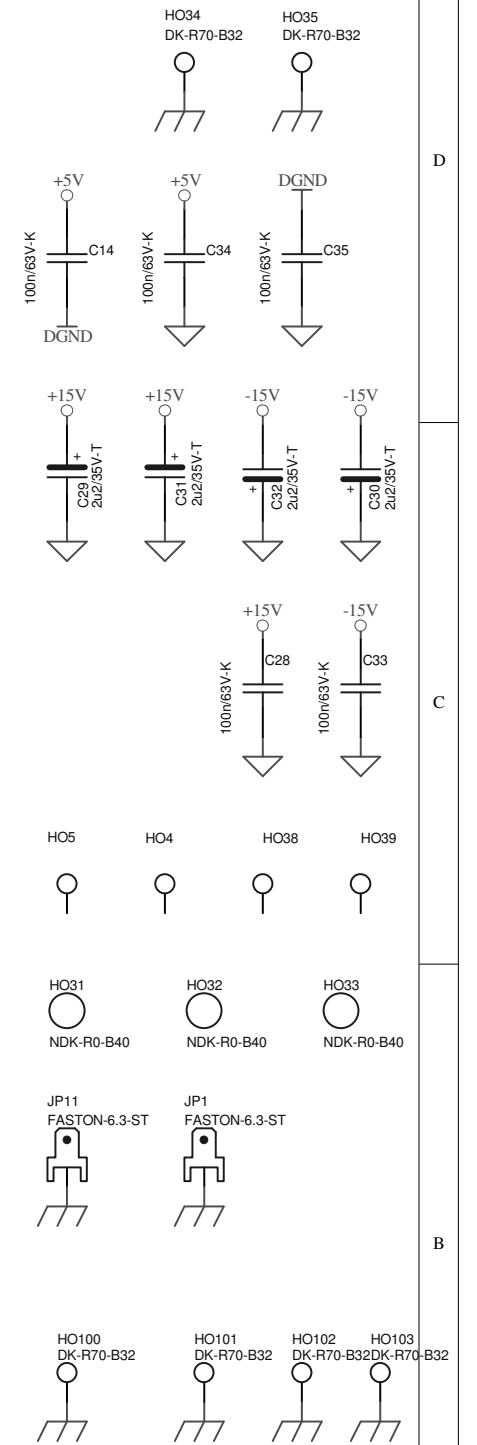 HO34
DK-R70-B32
HO35
DK-R70-B32
D
+5V
+5V
DGND
100n/63V-K
C14
100n/63V-K
C34
100n/63V-K
C35
DGND
+15V
+15V
-15V
-15V
+
C29
2u2/35V-T
+
C31
2u2/35V-T
+
C32
2u2/35V-T
+
C30
2u2/35V-T
+15V
-15V
100n/63V-K
C28
100n/63V-K
C33
C
HO5
HO4
HO38
HO39
HO31
NDK-R0-B40
HO32
NDK-R0-B40
HO33
NDK-R0-B40
JP11
FASTON-6.3-ST
JP1
FASTON-6.3-ST
B
HO100
DK-R70-B32
HO101
DK-R70-B32
HO102
DK-R70-B32
HO103
DK-R70-B32